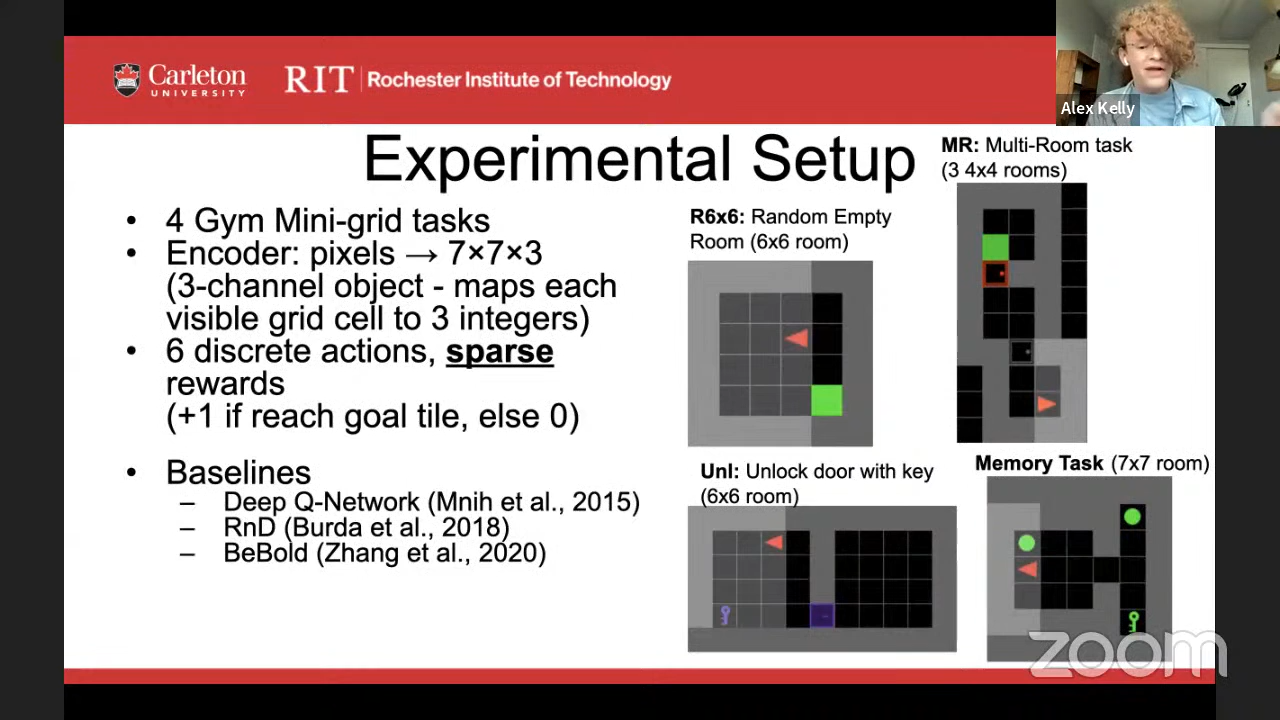 Carleton
UNIVERSITY
RIT
Rochester Institute of Technology
Alex Kelly
Experimental Setup
• 4 Gym Mini-grid tasks
• Encoder: pixels → 7×7×3
(3-channel object - maps each
visible grid cell to 3 integers)
• 6 discrete actions, sparse
rewards
(+1 if reach goal tile, else 0)
• Baselines
– Deep Q-Network (Mnih et al., 2015)
– RnD (Burda et al., 2018)
– BeBold (Zhang et al., 2020)
R6x6: Random Empty
Room (6x6 room)
MR: Multi-Room task
(3 4x4 rooms)
Unl: Unlock door with key
(6x6 room)
Memory Task (7x7 room)
zoom